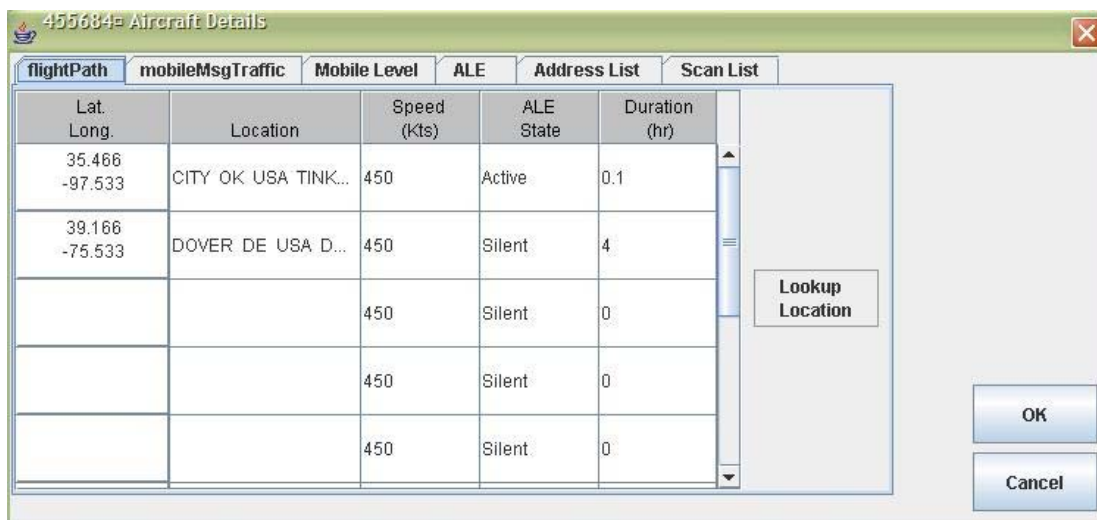 455684¤ Aircraft Details
flightPath mobileMsgTraffic Mobile Level ALE Address List Scan List
Lat. Long. Location Speed (Kts) ALE State Duration (hr)
35.466
-97.533 CITY OK USA TINK... 450 Active 0.1
39.166
-75.533 DOVER DE USA D... 450 Silent 4
450 Silent 0
450 Silent 0
450 Silent 0
Lookup
Location
OK
Cancel